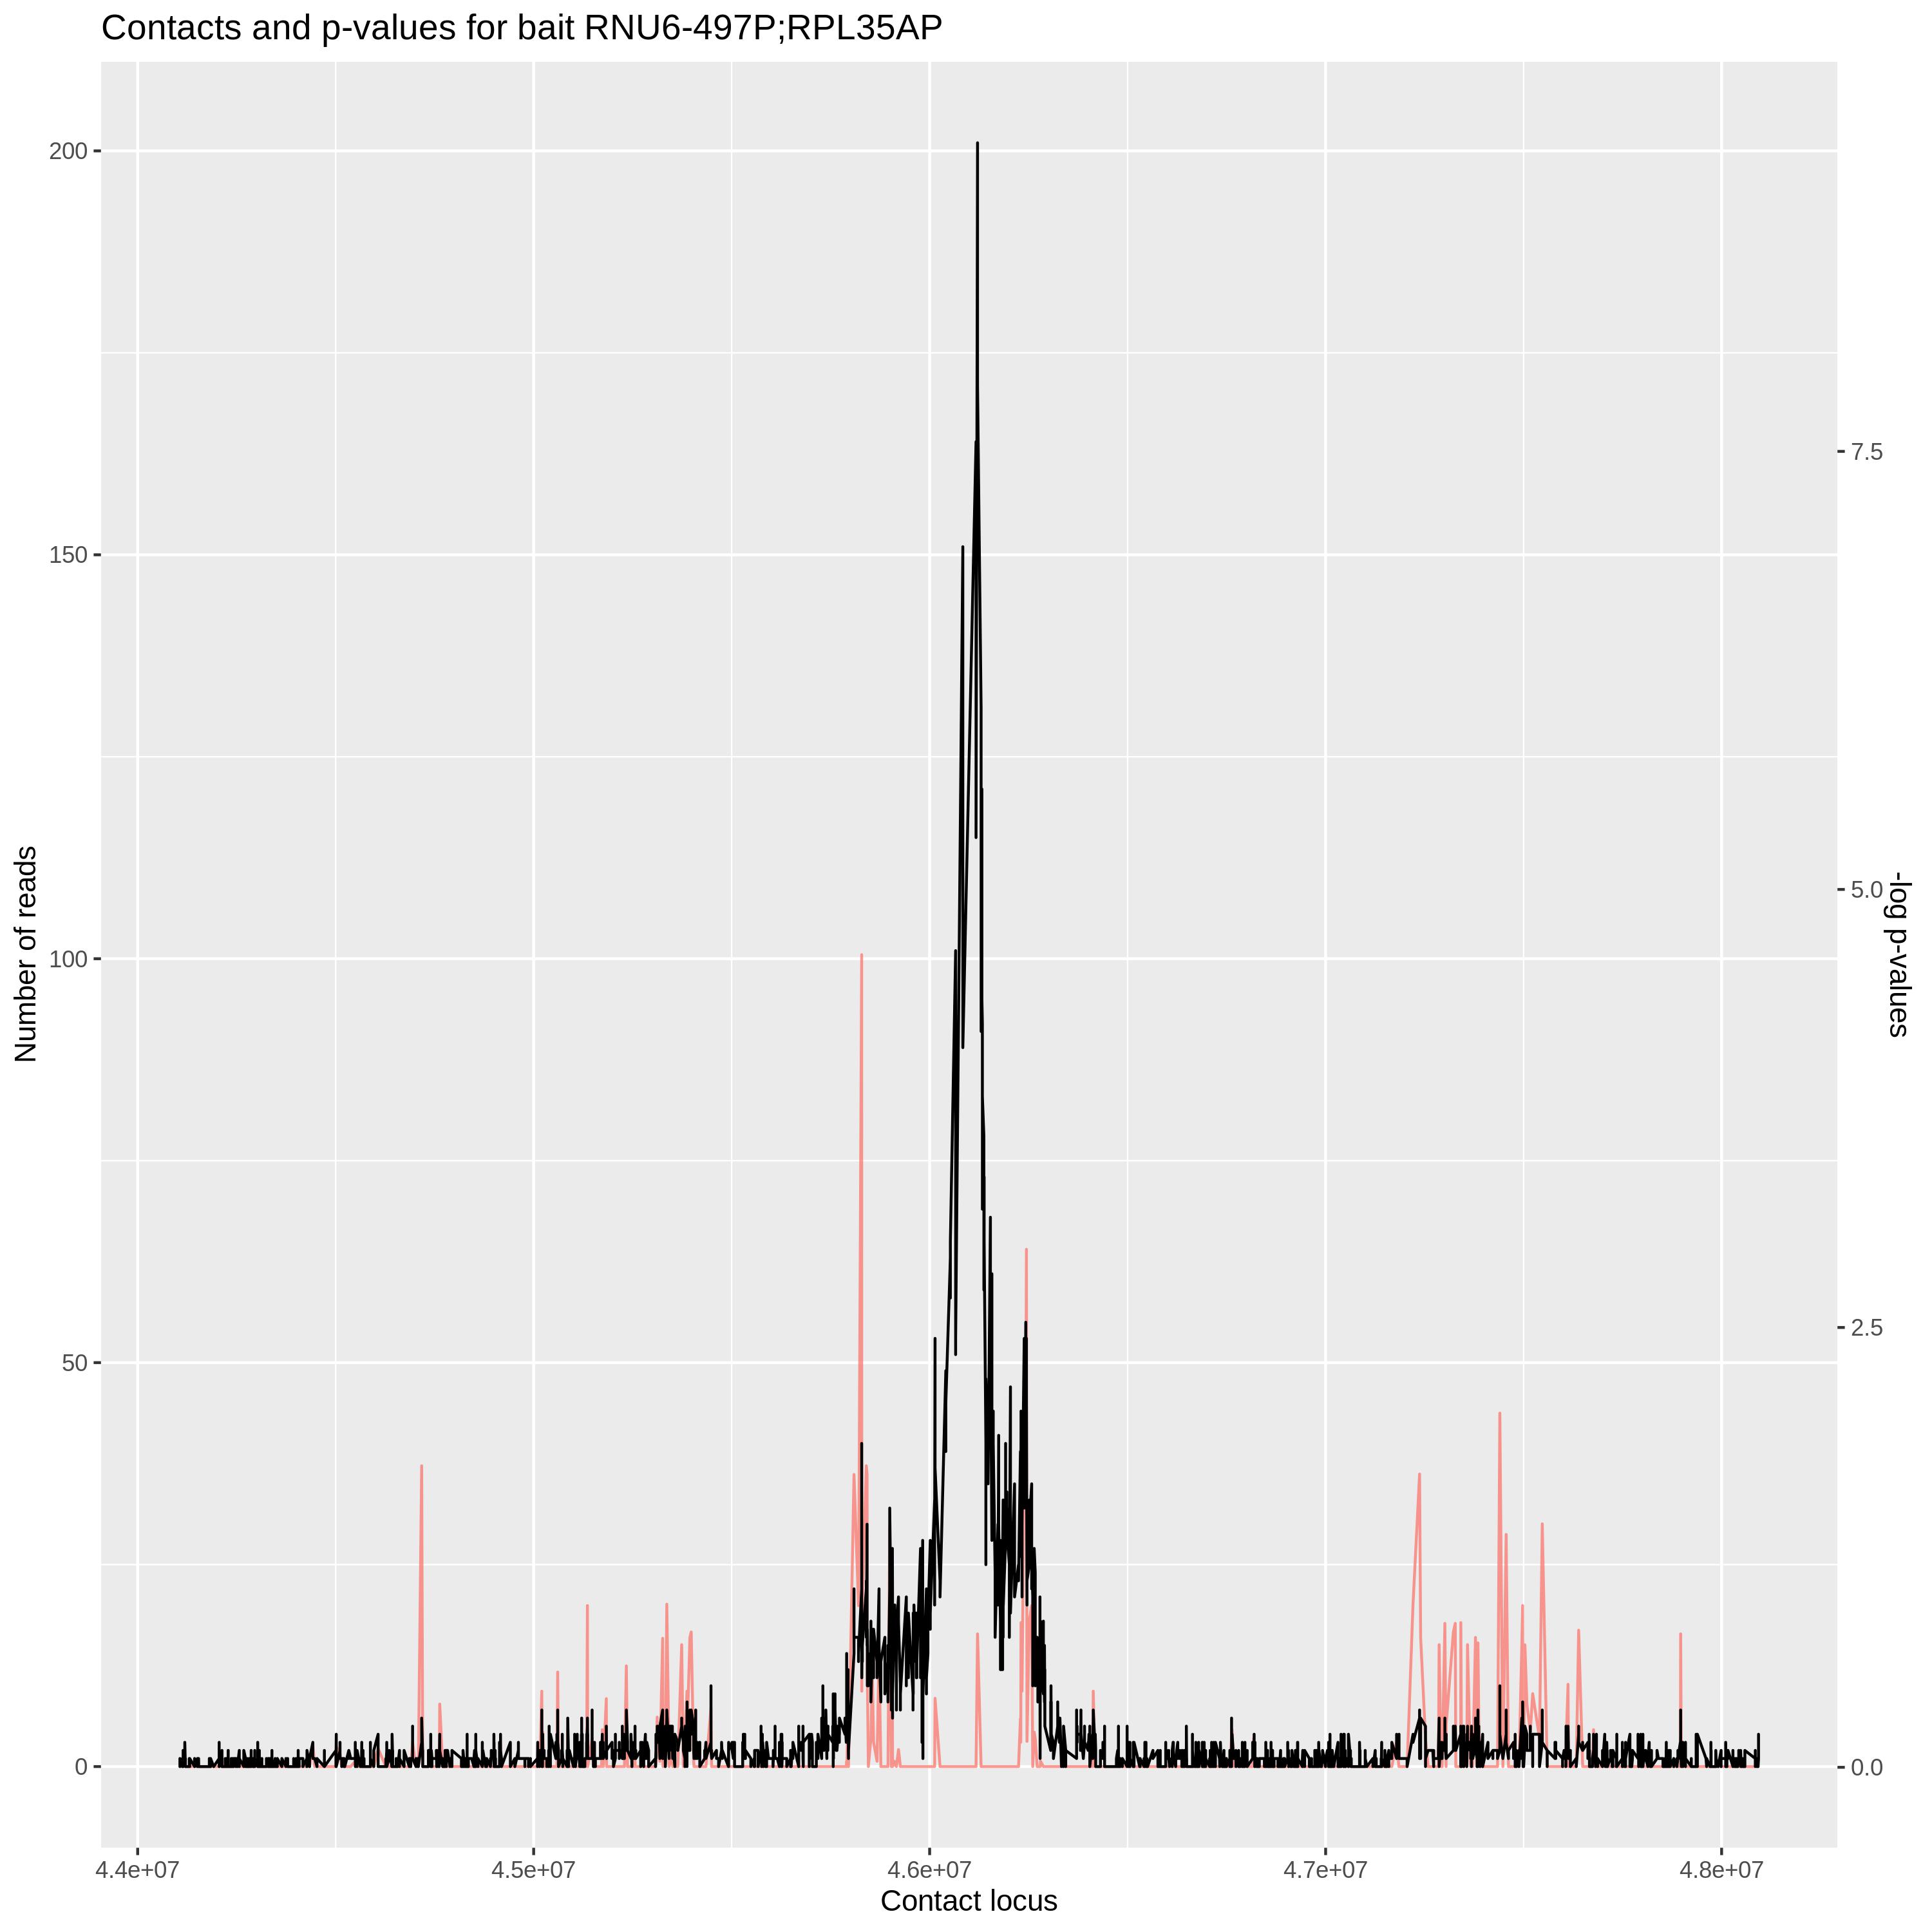 Contacts and p-values for bait RNU6-497P;RPL35AP
200
150
100
50
0
Number of reads
7.5
5.0
2.5
0.0
-log p-values
4.4e+07 4.5e+07 4.6e+07 4.7e+07 4.8e+07
Contact locus